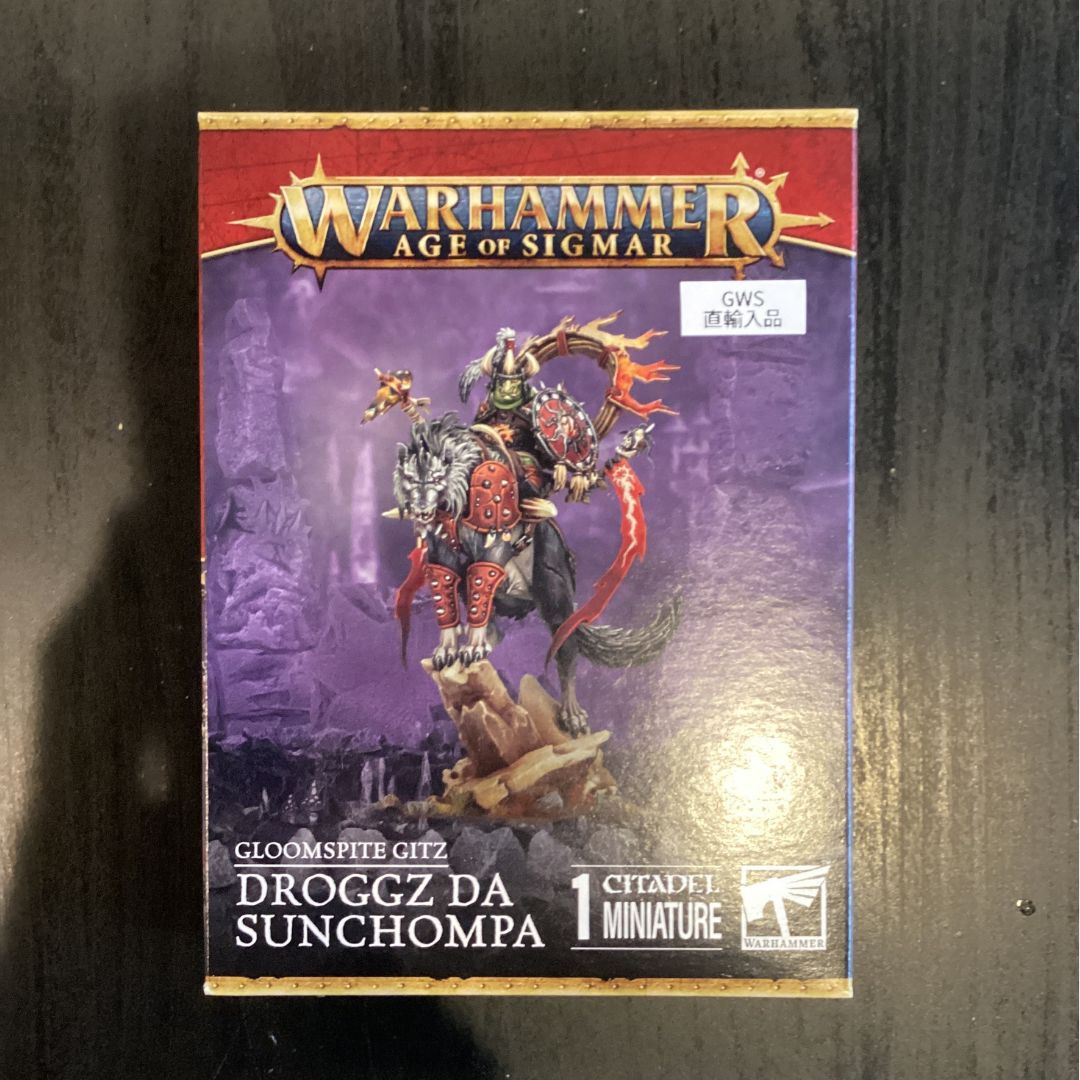 WARHAMMER
AGE OF SIGMAR
®
GWS
直輸入品
GLOOMSPITE GITZ
DROGGZ DA
SUNCHOMPA
1 CITADEL
MINIATURE
WARHAMMER